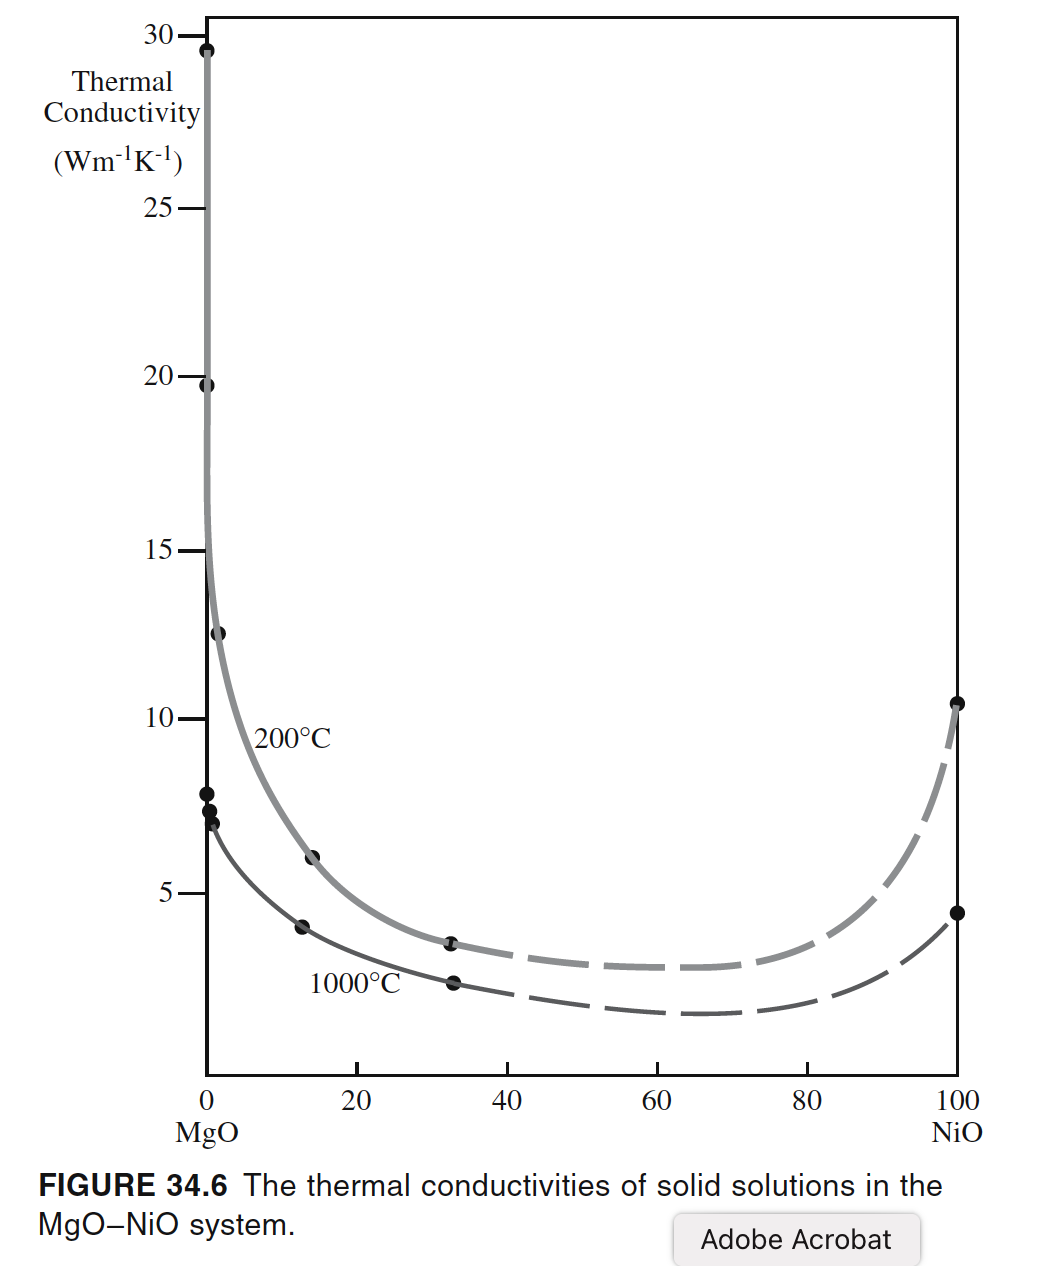 30
Thermal
Conductivity
(Wm⁻¹K⁻¹)
25
20
15
10
200°C
5
1000°C
0 20 40 60 80 100
MgO NiO
FIGURE 34.6 The thermal conductivities of solid solutions in the
MgO–NiO system.
Adobe Acrobat